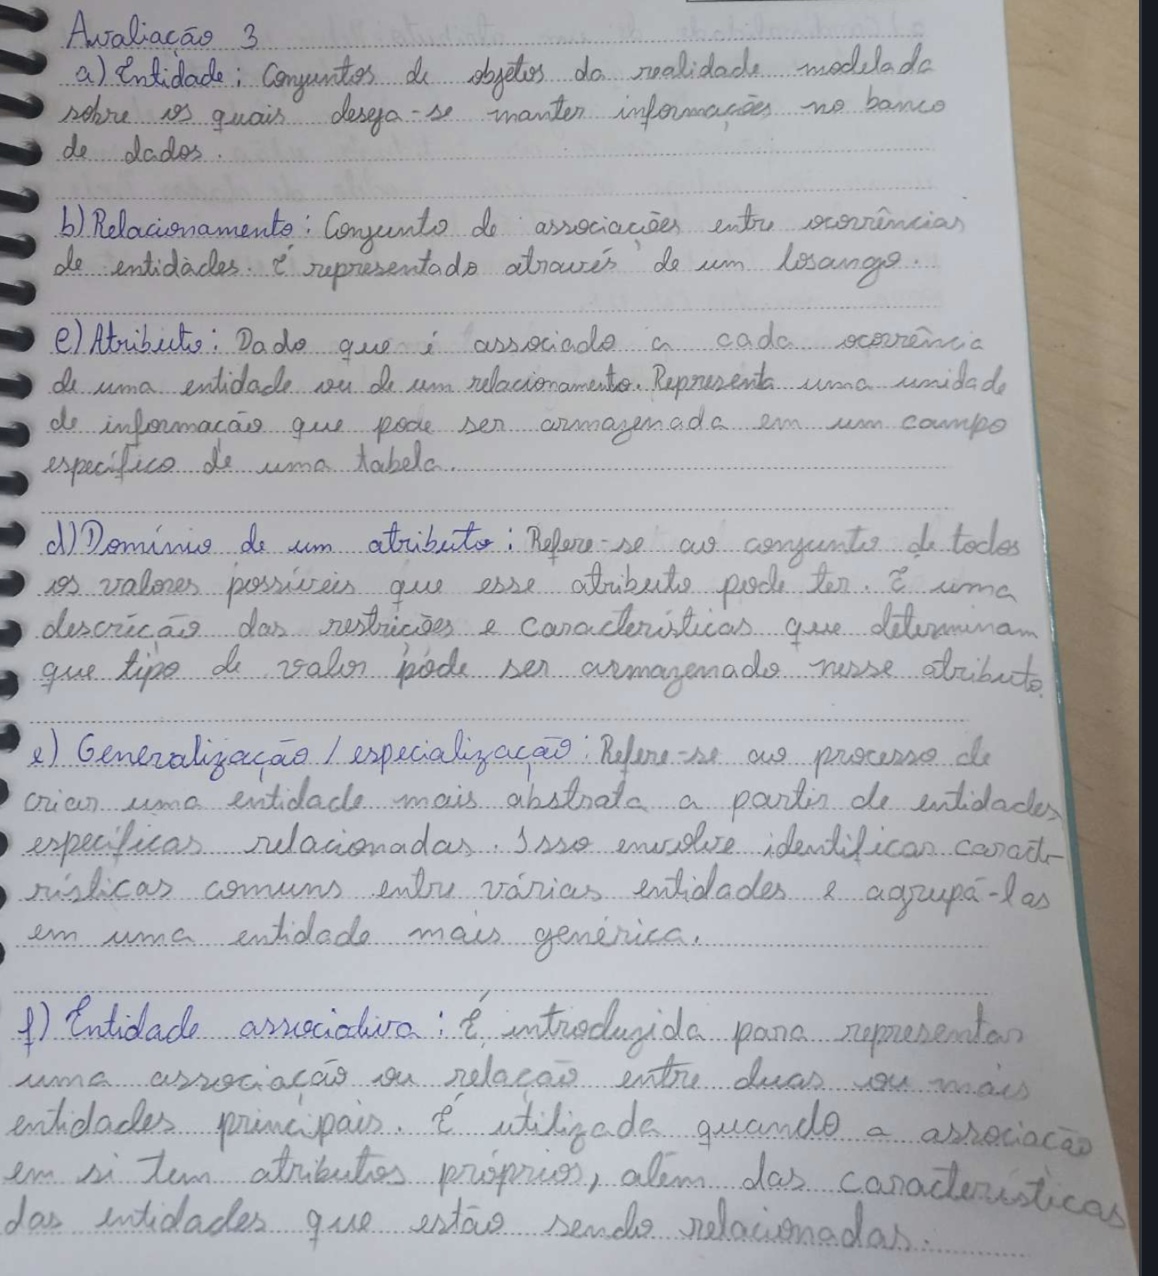 Avaliação 3
a) Entidade: Conjuntos de objetos da realidade modelada
sobre os quais deseja-se manter informações no banco
de dados.
b) Relacionamento: Conjunto de associações entre ocorrências
de entidades. É representado através de um losango.
c) Atributo: Dado que é associado a cada ocorrência
de uma entidade ou de um relacionamento. Representa uma unidade
de informação que pode ser armazenada em um campo
específico de uma tabela.
d) Domínio de um atributo: Refere-se ao conjunto de todos
os valores possíveis que esse atributo pode ter. É uma
descrição das restrições e características que determinam
que tipo de valor pode ser armazenado nesse atributo.
e) Generalização / especialização: Refere-se ao processo de
criar uma entidade mais abstrata a partir de entidades
específicas relacionadas. Isso envolve identificar caracte-
rísticas comuns entre várias entidades e agrupá-las
em uma entidade mais genérica.
f) Entidade associativa: É introduzida para representar
uma associação ou relação entre duas ou mais
entidades principais. É utilizada quando a associação
em si tem atributos próprios, além das características
das entidades que estão sendo relacionadas.